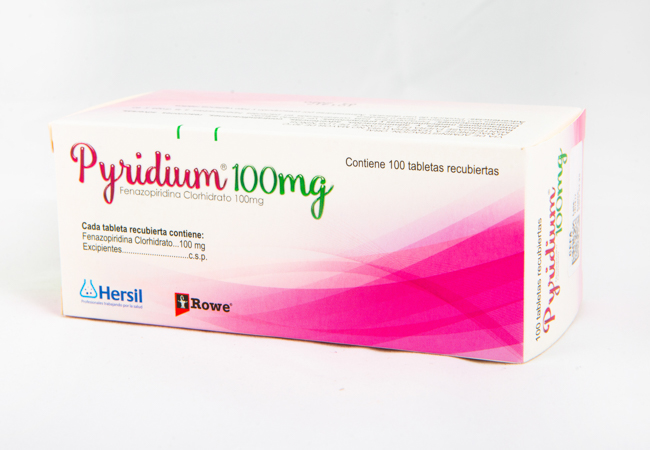 Pyridium® 100mg
Fenazopiridina Clorhidrato 100mg
Contiene 100 tabletas recubiertas
Cada tableta recubierta contiene:
Fenazopiridina Clorhidrato...100 mg
Excipientes..............................c.s.p.
Hersil
Rowe®
100 tabletas recubiertas
Pyridium®
100mg